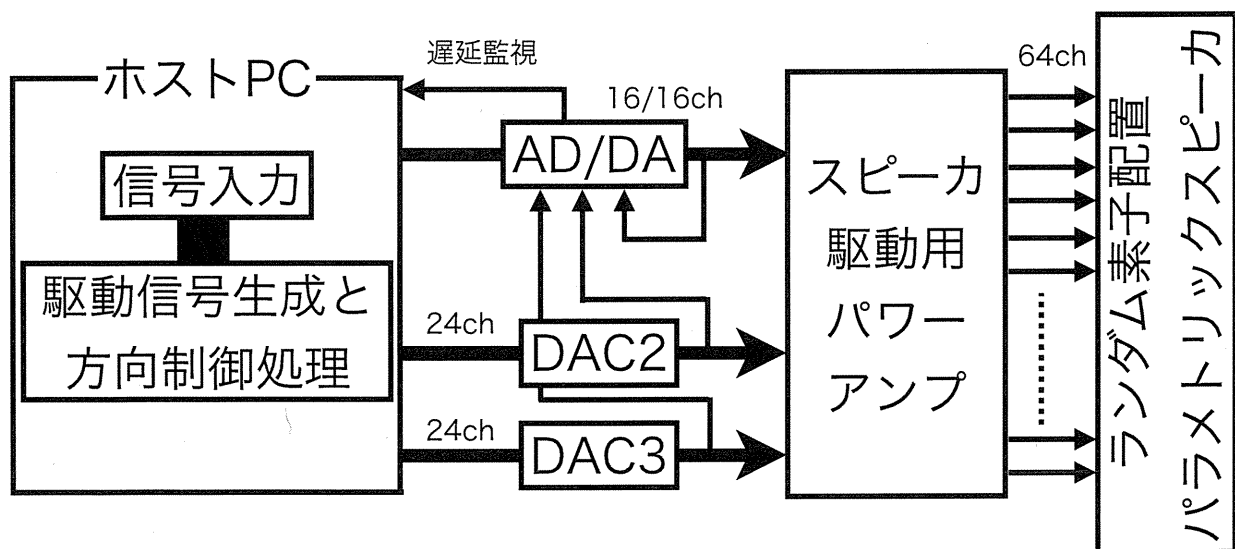 ホストPC
信号入力
駆動信号生成と
方向制御処理
遅延監視
16/16ch
AD/DA
24ch
DAC2
24ch
DAC3
スピーカ
駆動用
パワー
アンプ
64ch
ランダム素子配置
パラメトリックスピーカ